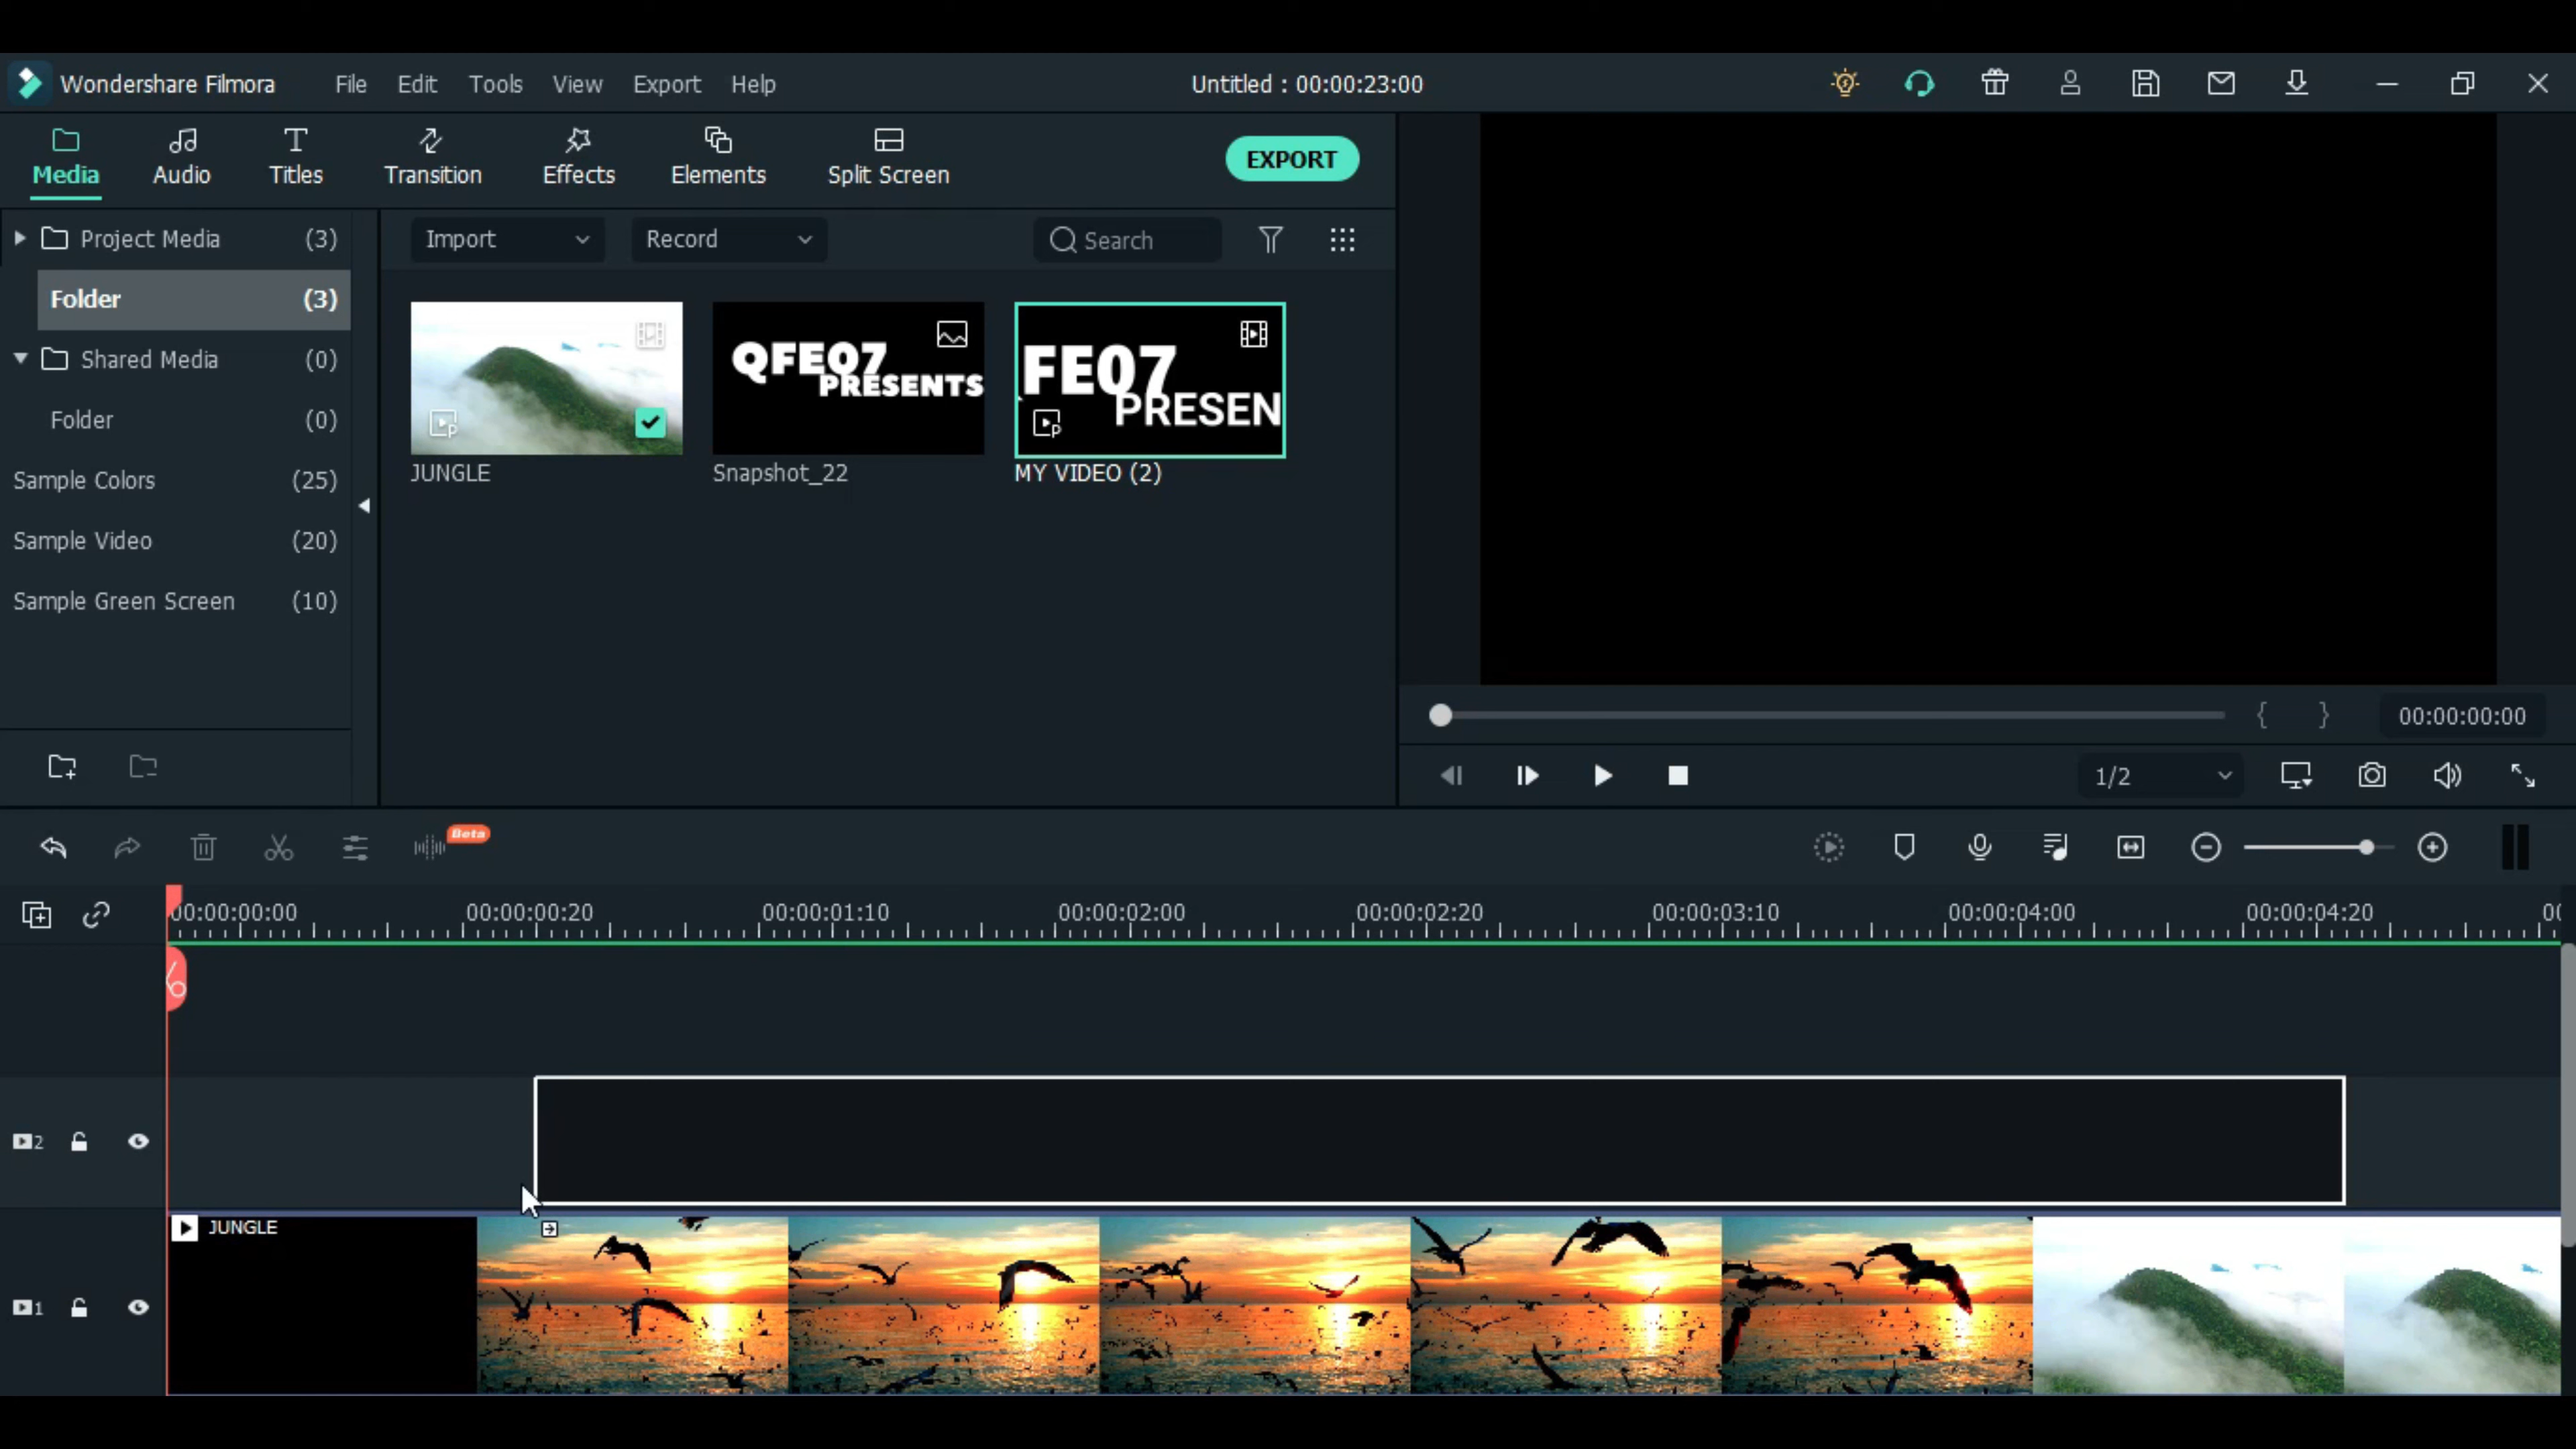 Wondershare Filmora File Edit Tools View Export Help Untitled : 00:00:23:00
Media Audio Titles Transition Effects Elements Split Screen EXPORT
Project Media (3) Import Record Search
Folder (3)
Shared Media (0)
Folder (0)
Sample Colors (25)
Sample Video (20)
Sample Green Screen (10)
QFE07
PRESENTS
FE07
PRESEN
JUNGLE Snapshot_22 MY VIDEO (2)
{ } 00:00:00:00
1/2
Beta
00:00:00:00 00:00:00:20 00:00:01:10 00:00:02:00 00:00:02:20 00:00:03:10 00:00:04:00 00:00:04:20
2
JUNGLE
1